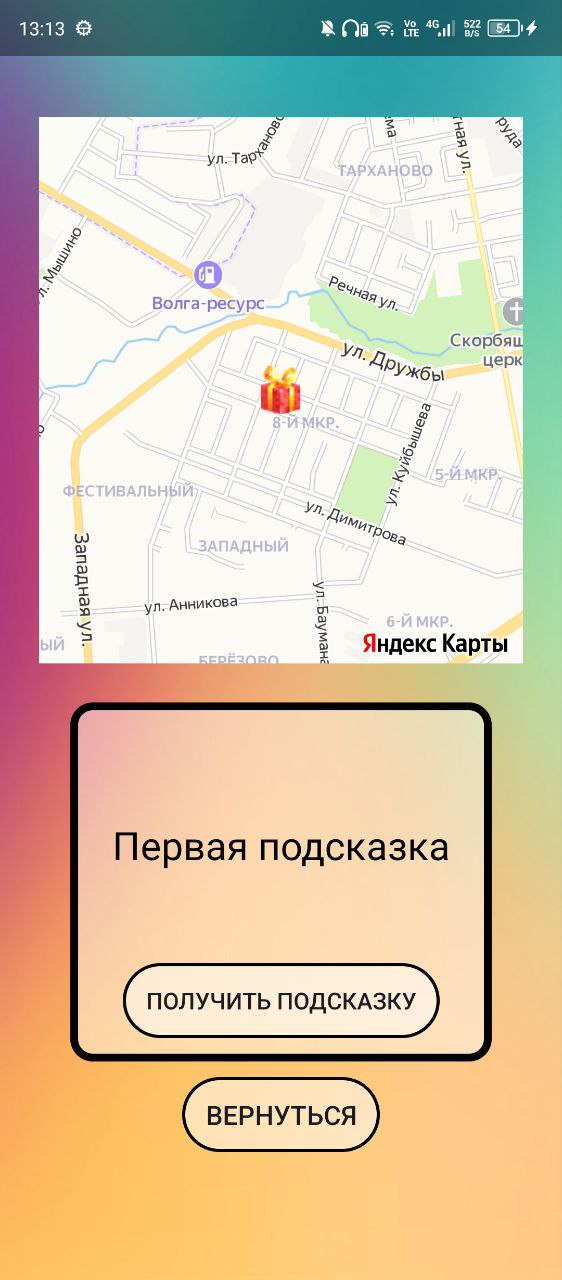 13:13
Vo LTE 4G 522 B/S 54
ул. Тарханово
ТАРХАНОВО
ул. Мышино
Волга-ресурс
Речная ул.
Скорбящ
церк
ул. Дружбы
8-Й МКР.
ул. Куйбышева
5-Й МКР.
ФЕСТИВАЛЬНЫЙ
ул. Димитрова
ЗАПАДНЫЙ
Западная ул.
ул. Анникова
ул. Баумана
6-Й МКР.
ЫЙ
БЕРЁЗОВО
Яндекс Карты
Первая подсказка
ПОЛУЧИТЬ ПОДСКАЗКУ
ВЕРНУТЬСЯ